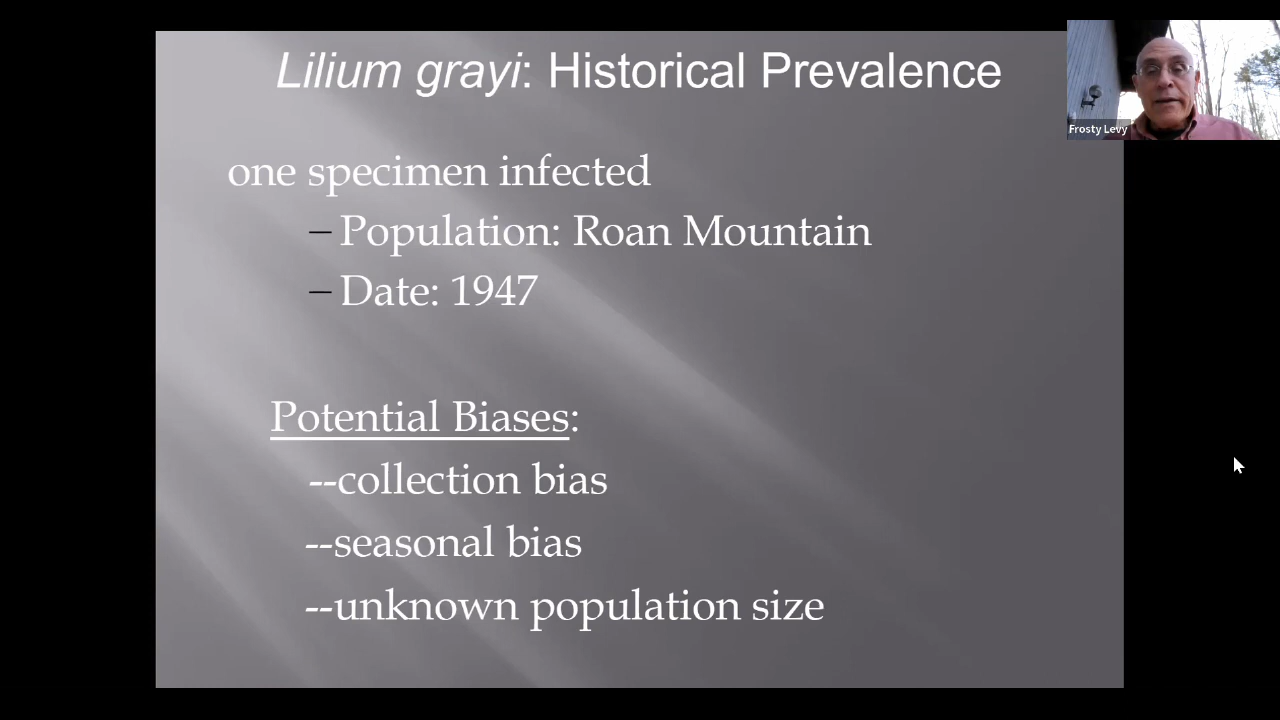 Lilium grayi: Historical Prevalence
Frosty Levy
one specimen infected
– Population: Roan Mountain
– Date: 1947
Potential Biases:
--collection bias
--seasonal bias
--unknown population size